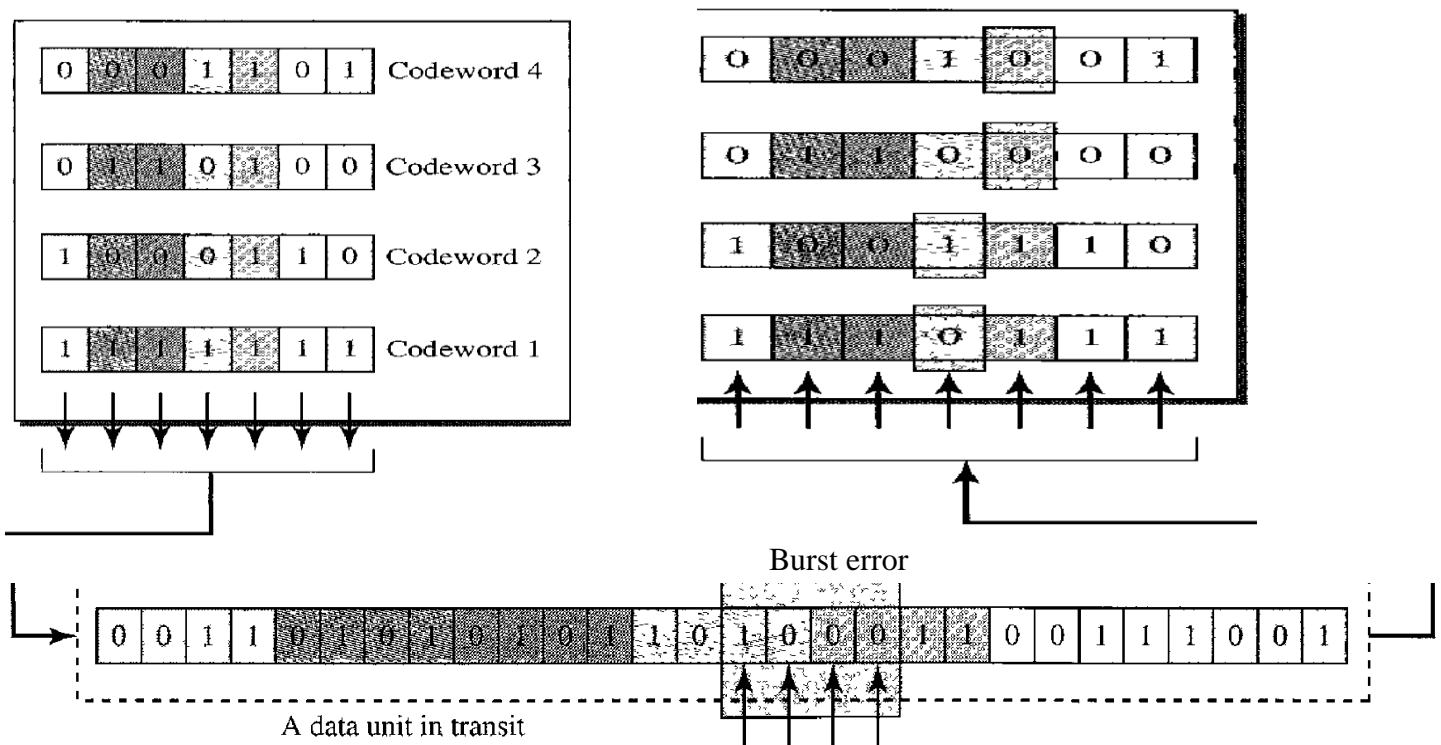 0 0 0 1 1 0 1 Codeword 4
0 1 1 0 1 0 0 Codeword 3
1 0 0 0 1 1 0 Codeword 2
1 1 1 1 1 1 1 Codeword 1
0 0 0 1 0 0 1
0 1 1 0 0 0 0
1 0 0 1 1 1 0
1 1 1 0 1 1 1
Burst error
0 0 1 1 0 1 0 1 0 1 0 1 1 0 1 0 0 0 1 1 0 0 1 1 1 0 0 1
A data unit in transit